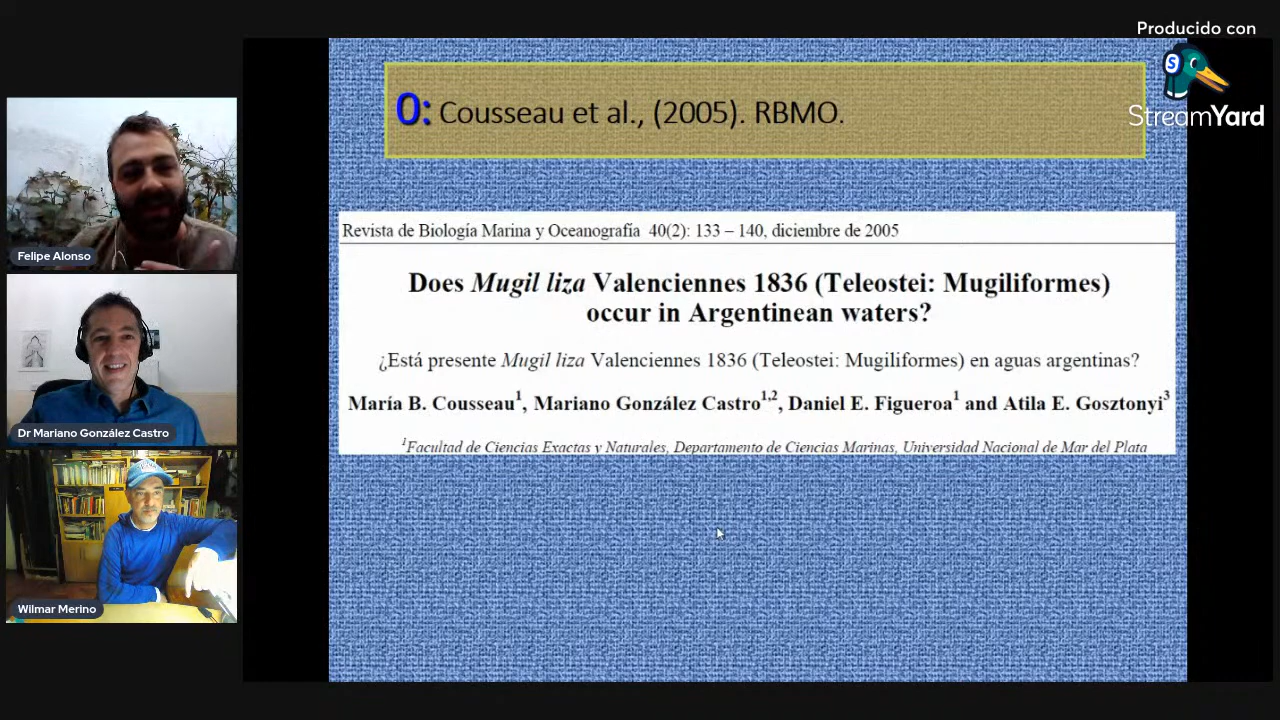 Producido con
StreamYard
0: Cousseau et al., (2005). RBMO.
Revista de Biología Marina y Oceanografía 40(2): 133 – 140, diciembre de 2005
Does Mugil liza Valenciennes 1836 (Teleostei: Mugiliformes)
occur in Argentinean waters?
¿Está presente Mugil liza Valenciennes 1836 (Teleostei: Mugiliformes) en aguas argentinas?
María B. Cousseau1, Mariano González Castro1,2, Daniel E. Figueroa1 and Atila E. Gosztonyi3
1Facultad de Ciencias Exactas y Naturales, Departamento de Ciencias Marinas, Universidad Nacional de Mar del Plata
Felipe Alonso
Dr Mariano González Castro
Wilmar Merino